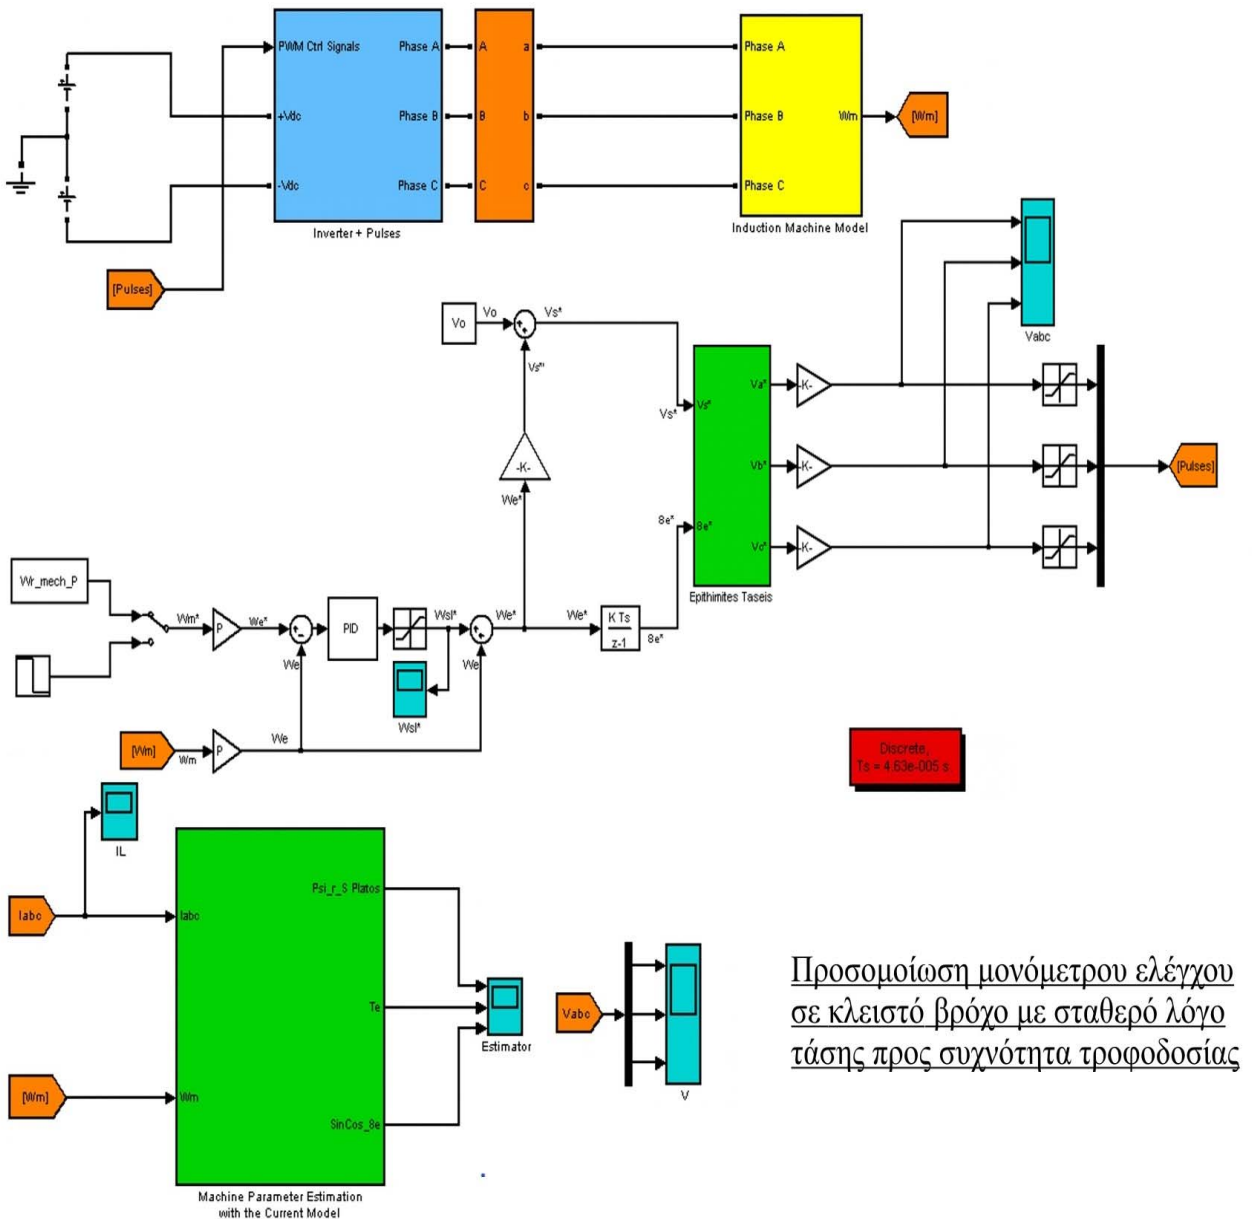 PWM Ctrl Signals
+Vdc
-Vdc
Phase A
Phase B
Phase C
Inverter + Pulses
A
B
C
a
b
c
Phase A
Phase B
Phase C
Wm
Induction Machine Model
[Wm]
[Pulses]
Vo
Vo
Vs*
Vs"
-K-
We*
Vs*
Vs*
8e*
8e*
Va*
Vb*
Vc*
Epithimites Taseis
-K-
-K-
-K-
Vabc
[Pulses]
Wr_mech_P
Wm*
P
We*
We
PID
Wsl*
Wsl*
We*
We
We*
K Ts
z-1
8e*
[Wm]
Wm
P
We
Discrete,
Ts = 4.63e-005 s
IL
Iabc
[Wm]
Iabc
Wm
Psi_r_S Platos
Te
SinCos_8e
Machine Parameter Estimation
with the Current Model
Estimator
Vabc
V
Προσομοίωση μονόμετρου ελέγχου
σε κλειστό βρόχο με σταθερό λόγο
τάσης προς συχνότητα τροφοδοσίας